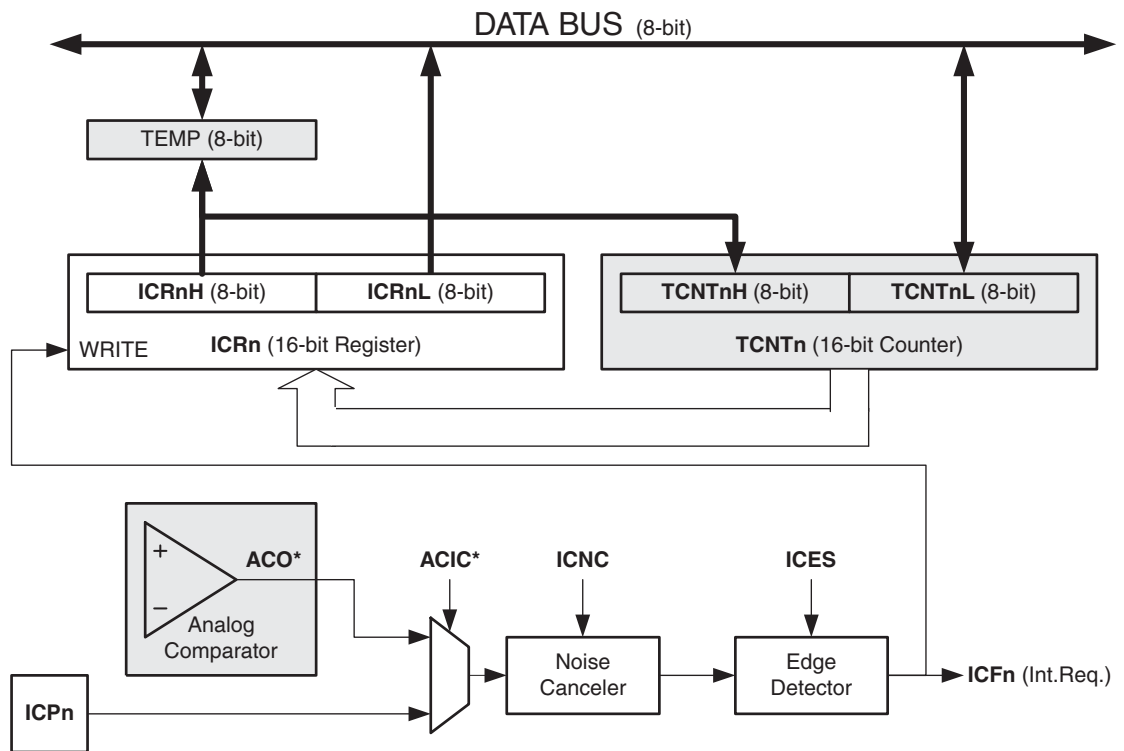 DATA BUS (8-bit)
TEMP (8-bit)
ICRnH (8-bit) ICRnL (8-bit) TCNTnH (8-bit) TCNTnL (8-bit)
WRITE ICRn (16-bit Register) TCNTn (16-bit Counter)
+
ACO* ACIC* ICNC ICES
−
Analog
Comparator
Noise
Canceler
Edge
Detector
ICFn (Int.Req.)
ICPn